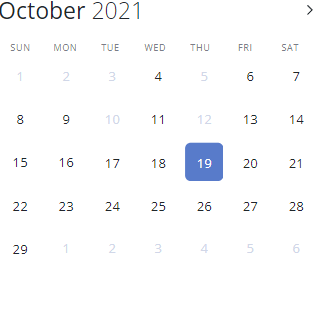 October 2021 >
SUN MON TUE WED THU FRI SAT
1 2 3 4 5 6 7
8 9 10 11 12 13 14
15 16 17 18 19 20 21
22 23 24 25 26 27 28
29 1 2 3 4 5 6